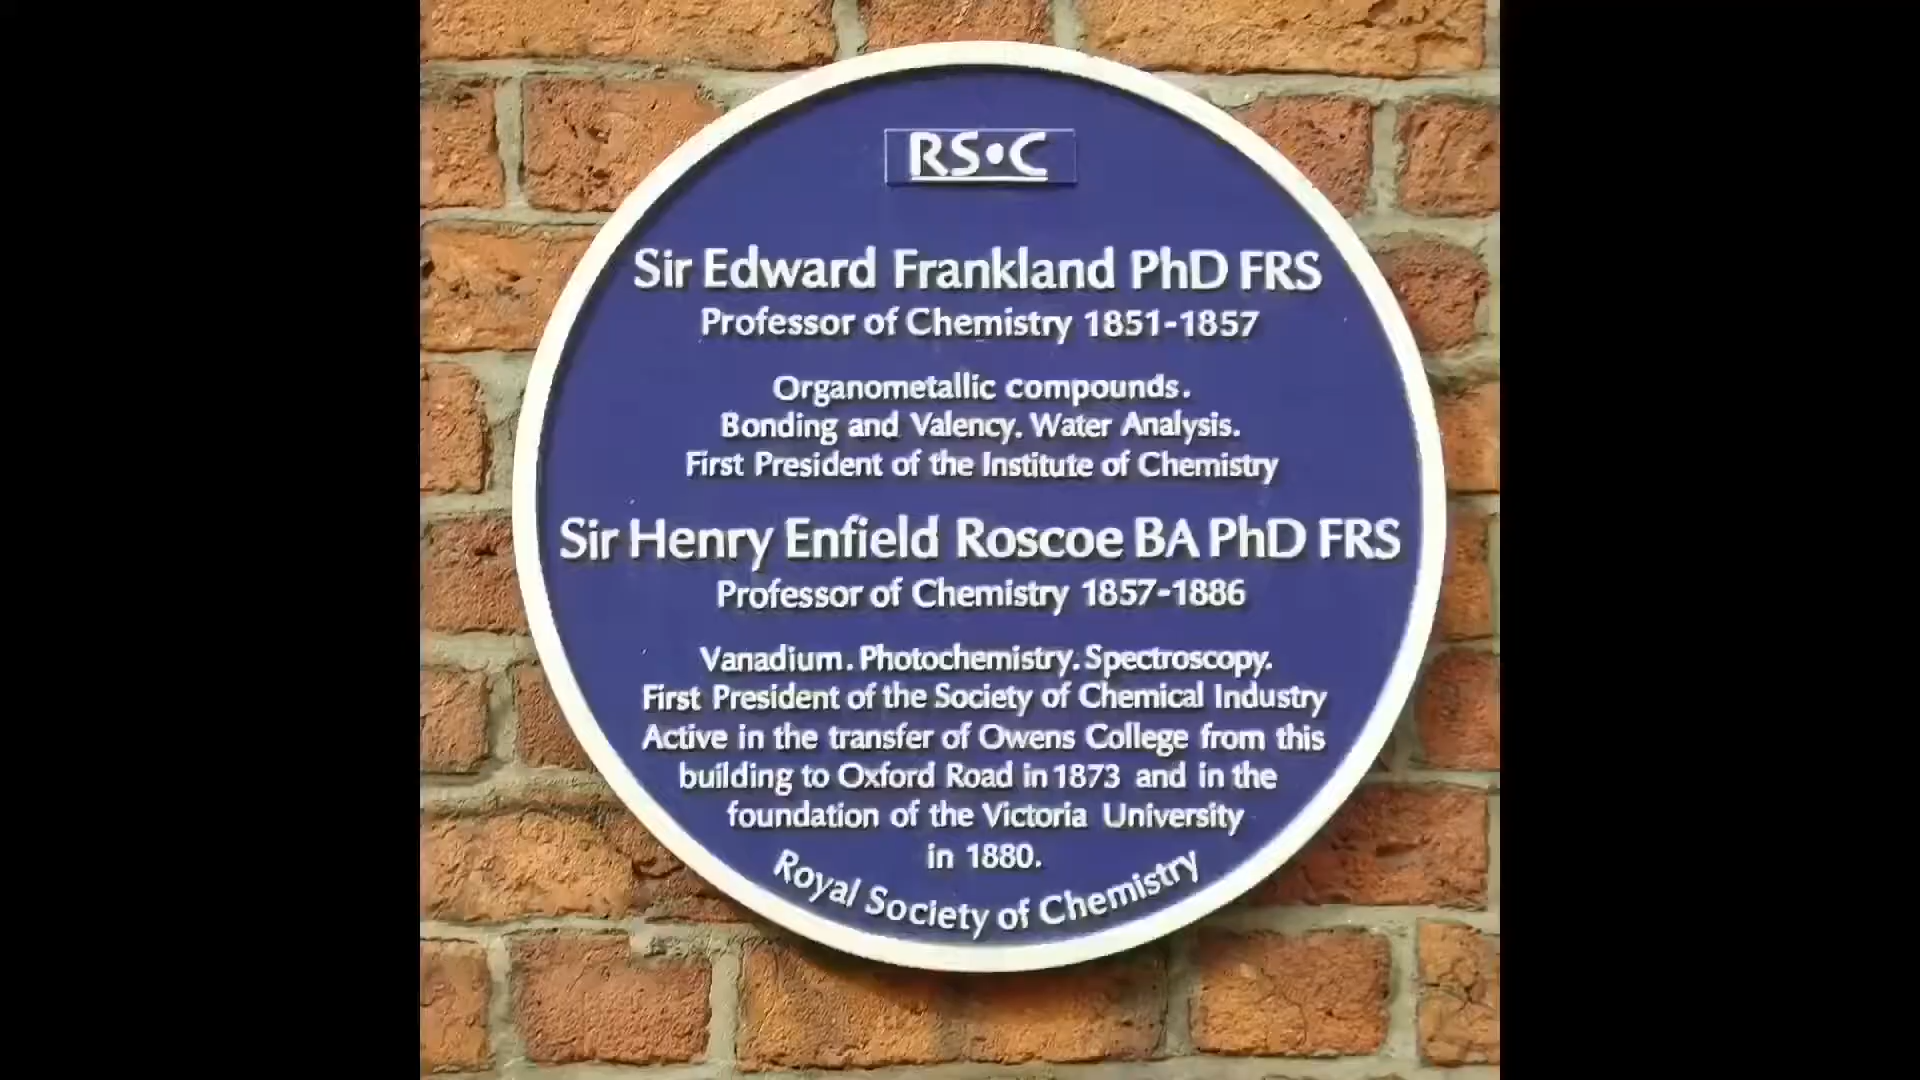 RS•C
Sir Edward Frankland PhD FRS
Professor of Chemistry 1851-1857
Organometallic compounds.
Bonding and Valency. Water Analysis.
First President of the Institute of Chemistry
Sir Henry Enfield Roscoe BA PhD FRS
Professor of Chemistry 1857-1886
Vanadium. Photochemistry. Spectroscopy.
First President of the Society of Chemical Industry
Active in the transfer of Owens College from this
building to Oxford Road in 1873 and in the
foundation of the Victoria University
in 1880.
Royal Society of Chemistry